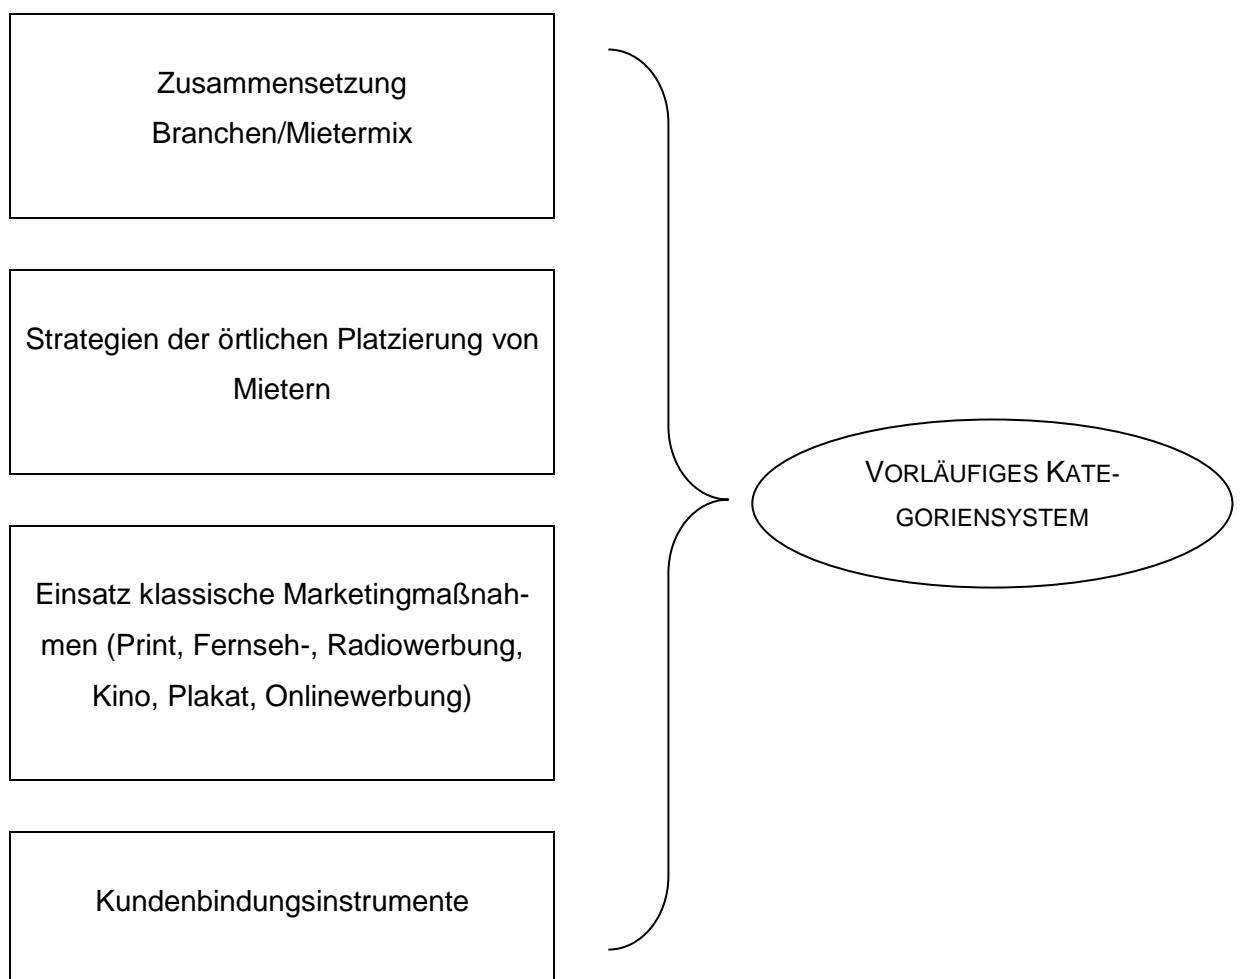 Zusammensetzung
Branchen/Mietermix
Strategien der örtlichen Platzierung von
Mietern
Einsatz klassische Marketingmaßnah-
men (Print, Fernseh-, Radiowerbung,
Kino, Plakat, Onlinewerbung)
Kundenbindungsinstrumente
VORLÄUFIGES KATE-
GORIENSYSTEM